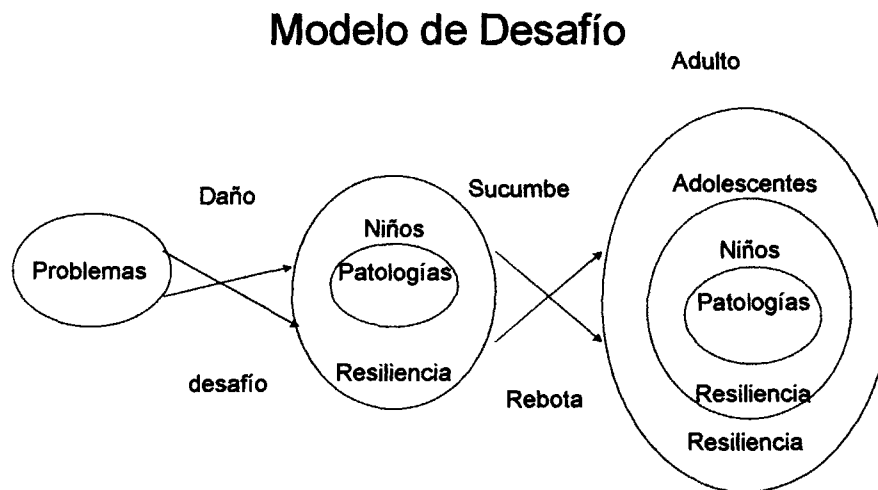 Modelo de Desafío
Adulto
Daño
Sucumbe
Adolescentes
Niños
Niños
Problemas
Patologías
Patologías
desafío
Resiliencia
Rebota
Resiliencia
Resiliencia